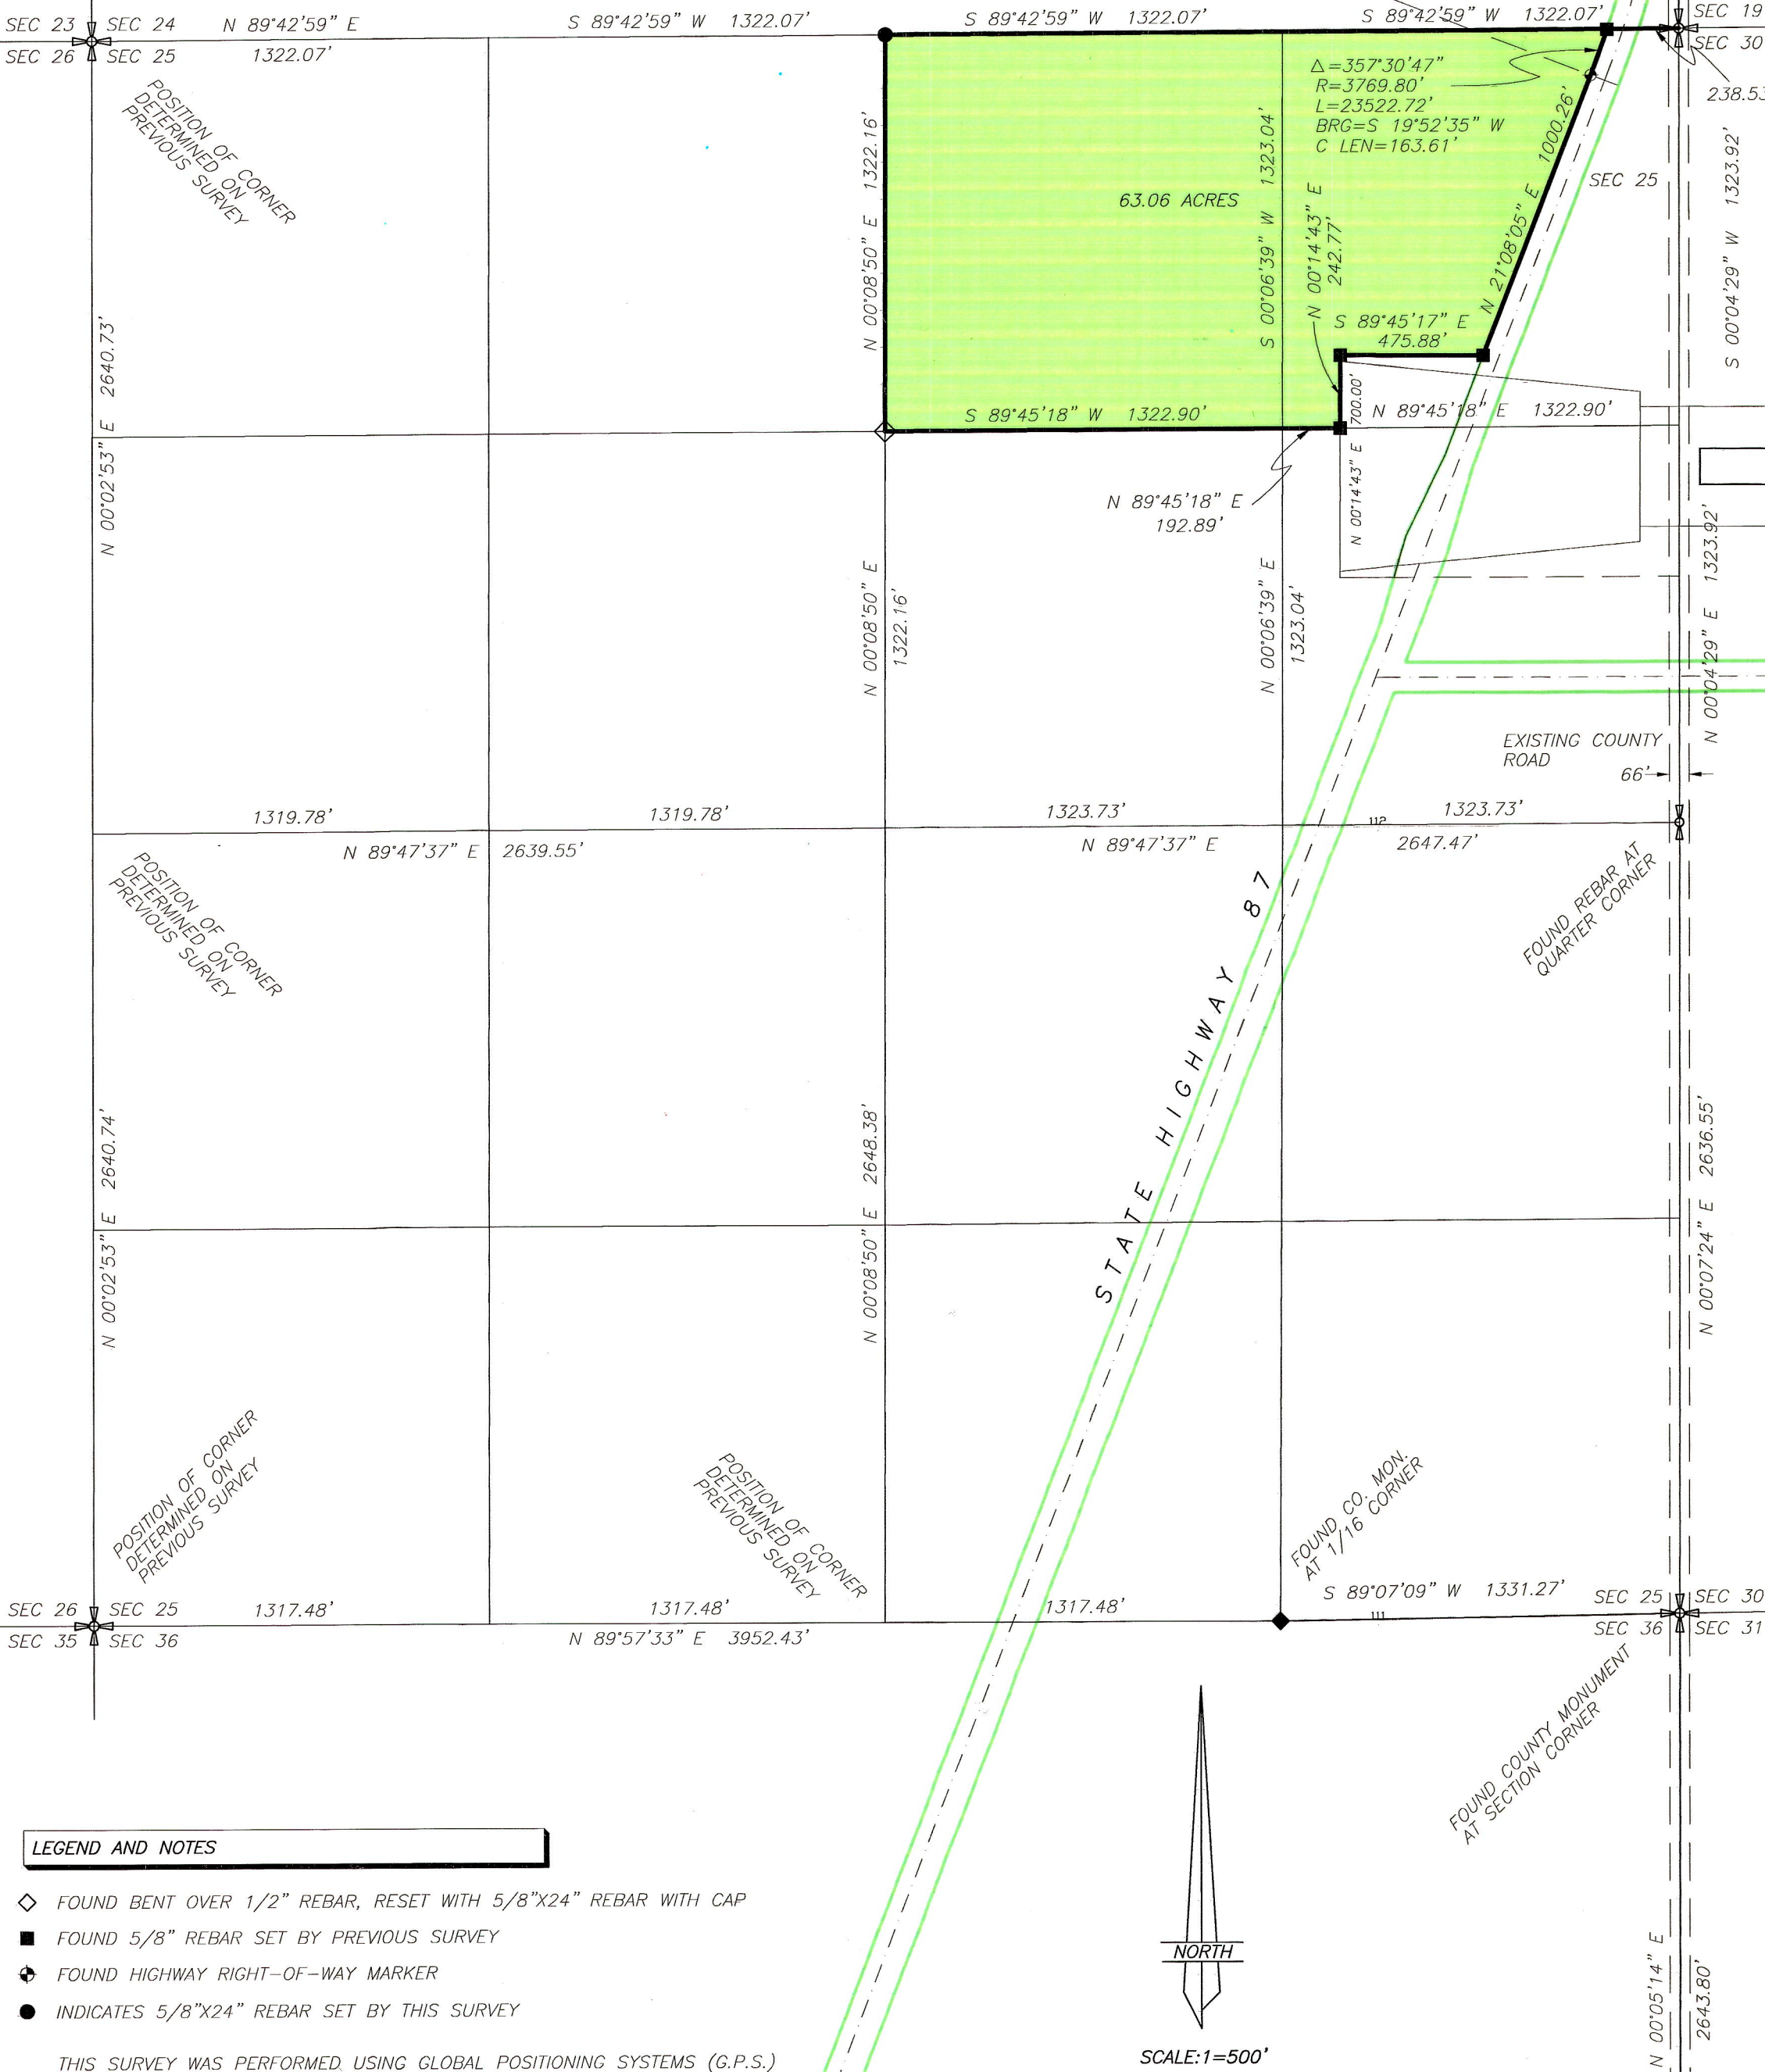 SEC 23
SEC 24
N 89°42'59" E
S 89°42'59" W 1322.07'
S 89°42'59" W 1322.07'
S 89°42'59" W 1322.07'
SEC 19
SEC 26
SEC 25
1322.07'
SEC 30
POSITION OF CORNER
DETERMINED ON
PREVIOUS SURVEY
Δ=357°30'47"
R=3769.80'
L=23522.72'
BRG=S 19°52'35" W
C LEN=163.61'
238.53
N 00°08'50" E 1322.16'
S 00°06'39" W 1323.04'
63.06 ACRES
N 00°14'43" E
242.77'
N 21°08'05" E 1000.26'
SEC 25
S 00°04'29" W 1323.92'
S 89°45'17" E
475.88'
N 00°02'53" E 2640.73'
S 89°45'18" W 1322.90'
N 00°14'43" E 700.00'
N 89°45'18" E 1322.90'
N 89°45'18" E
192.89'
N 00°08'50" E
1322.16'
N 00°06'39" E
1323.04'
N 00°04'29" E 1323.92'
EXISTING COUNTY
ROAD
66'
1319.78'
1319.78'
1323.73'
1323.73'
112
N 89°47'37" E 2639.55'
N 89°47'37" E
2647.47'
POSITION OF CORNER
DETERMINED ON
PREVIOUS SURVEY
FOUND REBAR AT
QUARTER CORNER
STATE HIGHWAY 87
N 00°02'53" E 2640.74'
N 00°08'50" E 2648.38'
N 00°07'24" E 2636.55'
POSITION OF CORNER
DETERMINED ON
PREVIOUS SURVEY
POSITION OF CORNER
DETERMINED ON
PREVIOUS SURVEY
FOUND CO. MON.
AT 1/16 CORNER
SEC 26
SEC 25
1317.48'
1317.48'
1317.48'
S 89°07'09" W 1331.27'
111
SEC 25
SEC 30
SEC 35
SEC 36
N 89°57'33" E 3952.43'
SEC 36
SEC 31
FOUND COUNTY MONUMENT
AT SECTION CORNER
LEGEND AND NOTES
FOUND BENT OVER 1/2" REBAR, RESET WITH 5/8"X24" REBAR WITH CAP
FOUND 5/8" REBAR SET BY PREVIOUS SURVEY
FOUND HIGHWAY RIGHT-OF-WAY MARKER
INDICATES 5/8"X24" REBAR SET BY THIS SURVEY
THIS SURVEY WAS PERFORMED USING GLOBAL POSITIONING SYSTEMS (G.P.S.)
NORTH
SCALE:1=500'
N 00°05'14" E
2643.80'